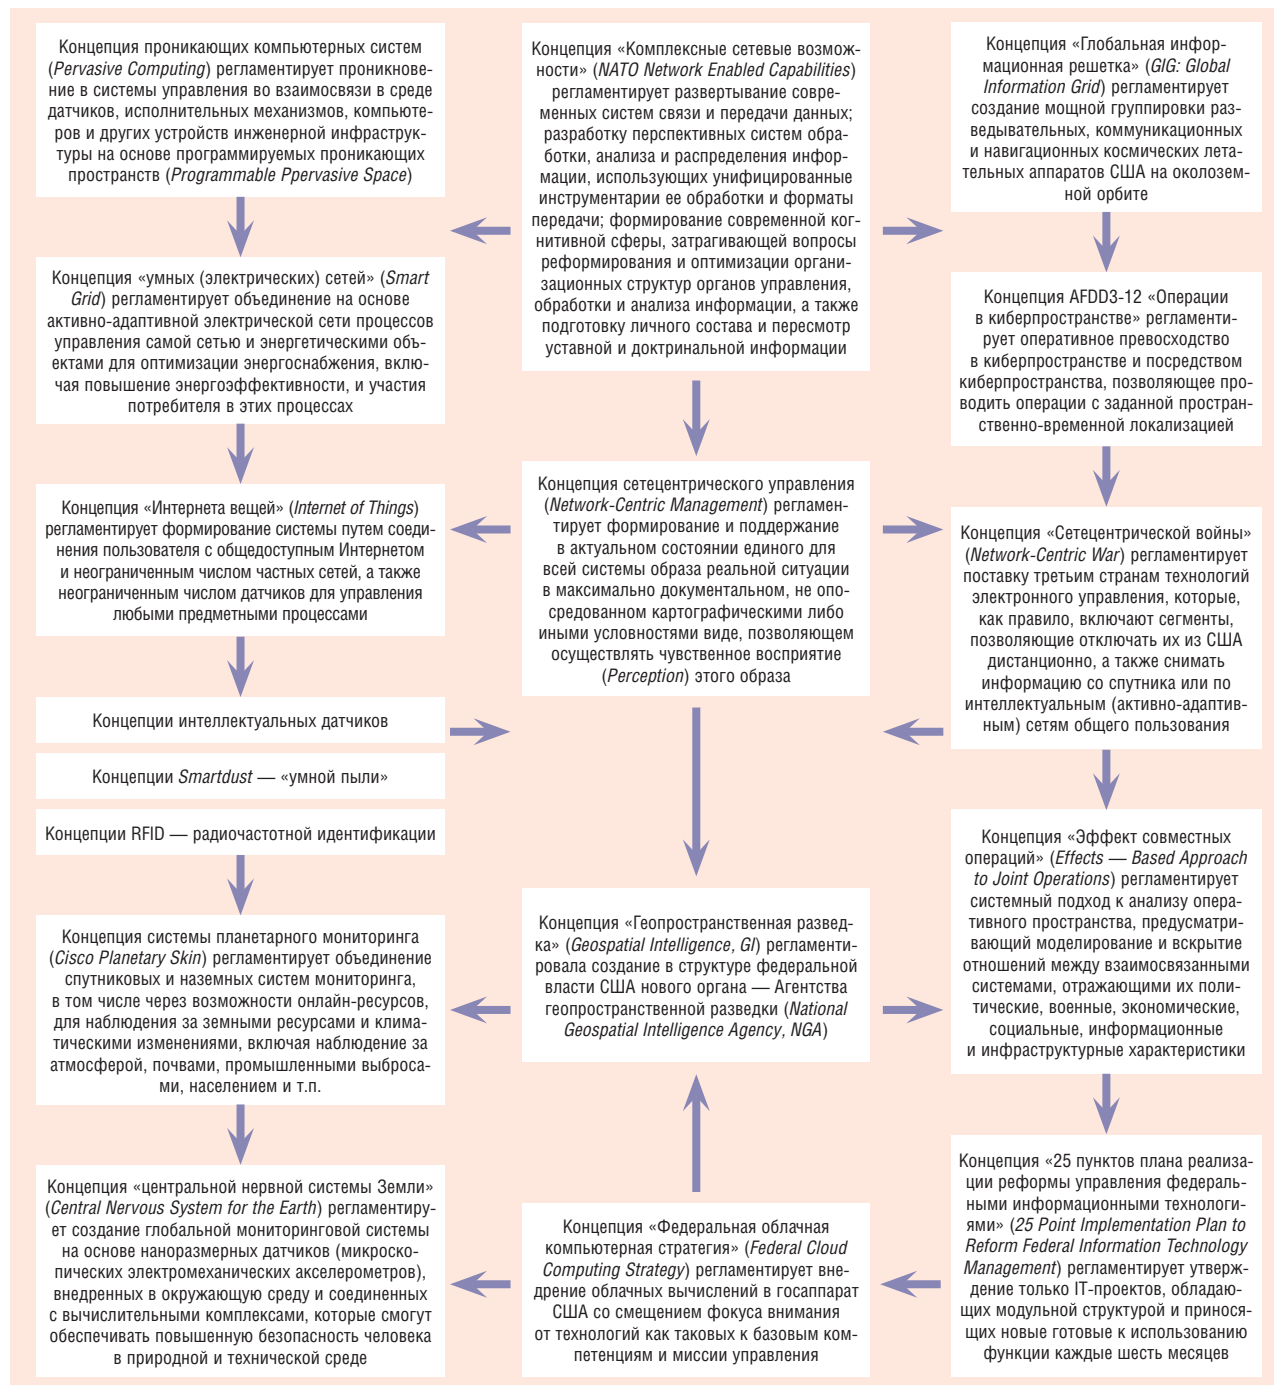 Концепция проникающих компьютерных систем
(Pervasive Computing) регламентирует проникнове-
ние в системы управления во взаимосвязи в среде
датчиков, исполнительных механизмов, компьюте-
ров и других устройств инженерной инфраструк-
туры на основе программируемых проникающих
пространств (Programmable Ppervasive Space)
Концепция «умных (электрических) сетей» (Smart
Grid) регламентирует объединение на основе
активно-адаптивной электрической сети процессов
управления самой сетью и энергетическими объ-
ектами для оптимизации энергоснабжения, вклю-
чая повышение энергоэффективности, и участия
потребителя в этих процессах
Концепция «Интернета вещей» (Internet of Things)
регламентирует формирование системы путем соеди-
нения пользователя с общедоступным Интернетом
и неограниченным числом частных сетей, а также
неограниченным числом датчиков для управления
любыми предметными процессами
Концепции интеллектуальных датчиков
Концепции Smartdust — «умной пыли»
Концепции RFID — радиочастотной идентификации
Концепция системы планетарного мониторинга
(Cisco Planetary Skin) регламентирует объединение
спутниковых и наземных систем мониторинга,
в том числе через возможности онлайн-ресурсов,
для наблюдения за земными ресурсами и клима-
тическими изменениями, включая наблюдение за
атмосферой, почвами, промышленными выброса-
ми, населением и т.п.
Концепция «центральной нервной системы Земли»
(Central Nervous System for the Earth) регламентиру-
ет создание глобальной мониторинговой системы
на основе наноразмерных датчиков (микроско-
пических электромеханических акселерометров),
внедренных в окружающую среду и соединенных
с вычислительными комплексами, которые смогут
обеспечивать повышенную безопасность человека
в природной и технической среде
Концепция «Комплексные сетевые возмож-
ности» (NATO Network Enabled Capabilities)
регламентирует развертывание совре-
менных систем связи и передачи данных;
разработку перспективных систем обра-
ботки, анализа и распределения инфор-
мации, использующих унифицированные
инструментарии ее обработки и форматы
передачи; формирование современной ког-
нитивной сферы, затрагивающей вопросы
реформирования и оптимизации органи-
зационных структур органов управления,
обработки и анализа информации, а также
подготовку личного состава и пересмотр
уставной и доктринальной информации
Концепция сетецентрического управления
(Network-Centric Management) регламен-
тирует формирование и поддержание
в актуальном состоянии единого для
всей системы образа реальной ситуации
в максимально документальном, не опо-
средованном картографическими либо
иными условностями виде, позволяющем
осуществлять чувственное восприятие
(Perception) этого образа
Концепция «Геопространственная развед-
ка» (Geospatial Intelligence, GI) регламенти-
ровала создание в структуре федеральной
власти США нового органа — Агентства
геопространственной разведки (National
Geospatial Intelligence Agency, NGA)
Концепция «Федеральная облачная
компьютерная стратегия» (Federal Cloud
Computing Strategy) регламентирует вне-
дрение облачных вычислений в госаппарат
США со смещением фокуса внимания
от технологий как таковых к базовым ком-
петенциям и миссии управления
Концепция «Глобальная инфор-
мационная решетка» (GIG: Global
Information Grid) регламентирует
создание мощной группировки раз-
ведывательных, коммуникационных
и навигационных космических лета-
тельных аппаратов США на околозем-
ной орбите
Концепция AFDD3-12 «Операции
в киберпространстве» регламенти-
рует оперативное превосходство
в киберпространстве и посредством
киберпространства, позволяющее про-
водить операции с заданной простран-
ственно-временной локализацией
Концепция «Сетецентрической войны»
(Network-Centric War) регламентирует
поставку третьим странам технологий
электронного управления, которые,
как правило, включают сегменты,
позволяющие отключать их из США
дистанционно, а также снимать
информацию со спутника или по
интеллектуальным (активно-адаптив-
ным) сетям общего пользования
Концепция «Эффект совместных
операций» (Effects — Based Approach
to Joint Operations) регламентирует
системный подход к анализу опера-
тивного пространства, предусматри-
вающий моделирование и вскрытие
отношений между взаимосвязанными
системами, отражающими их поли-
тические, военные, экономические,
социальные, информационные
и инфраструктурные характеристики
Концепция «25 пунктов плана реализа-
ции реформы управления федераль-
ными информационными технологи-
ями» (25 Point Implementation Plan to
Reform Federal Information Technology
Management) регламентирует утверж-
дение только IT-проектов, обладаю-
щих модульной структурой и принося-
щих новые готовые к использованию
функции каждые шесть месяцев